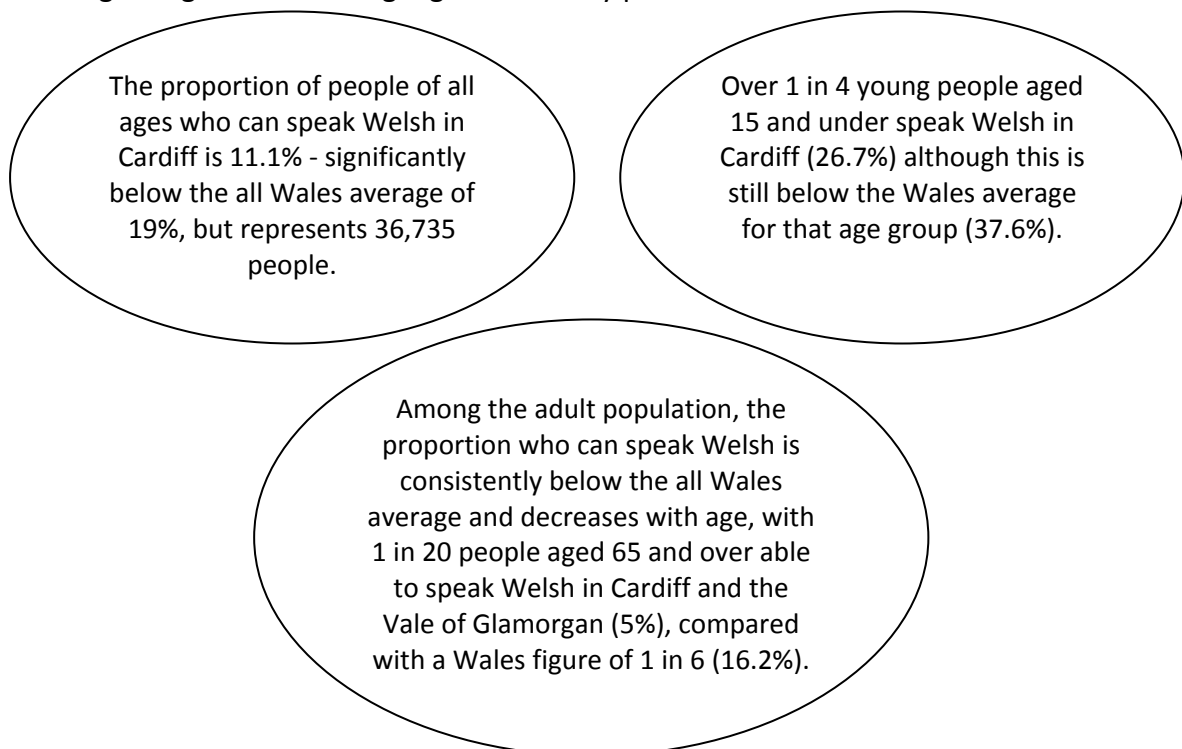 The proportion of people of all
ages who can speak Welsh in
Cardiff is 11.1% - significantly
below the all Wales average of
19%, but represents 36,735
people.
Over 1 in 4 young people aged
15 and under speak Welsh in
Cardiff (26.7%) although this is
still below the Wales average
for that age group (37.6%).
Among the adult population, the
proportion who can speak Welsh is
consistently below the all Wales
average and decreases with age, with
1 in 20 people aged 65 and over able
to speak Welsh in Cardiff and the
Vale of Glamorgan (5%), compared
with a Wales figure of 1 in 6 (16.2%).